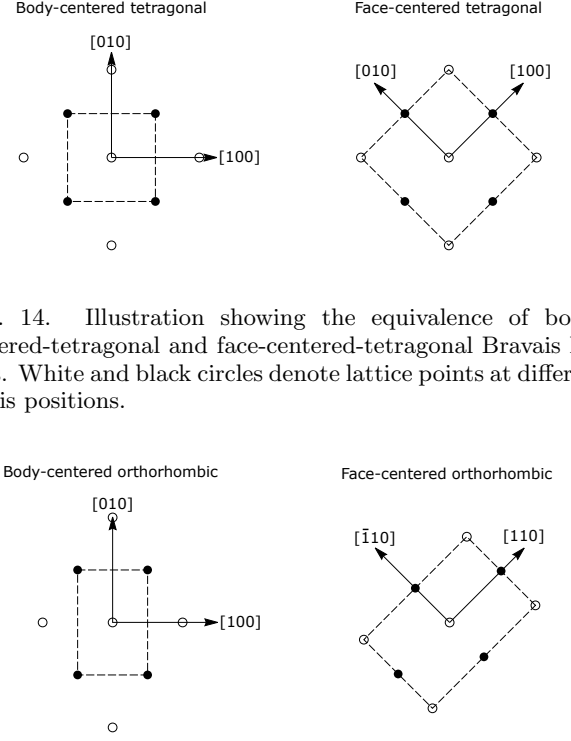 Body-centered tetragonal
Face-centered tetragonal
[010]
[100]
[010]
[100]
. 14. Illustration showing the equivalence of bo
ered-tetragonal and face-centered-tetragonal Bravais l
. White and black circles denote lattice points at differ
is positions.
Body-centered orthorhombic
Face-centered orthorhombic
[010]
[100]
[1̄10]
[110]